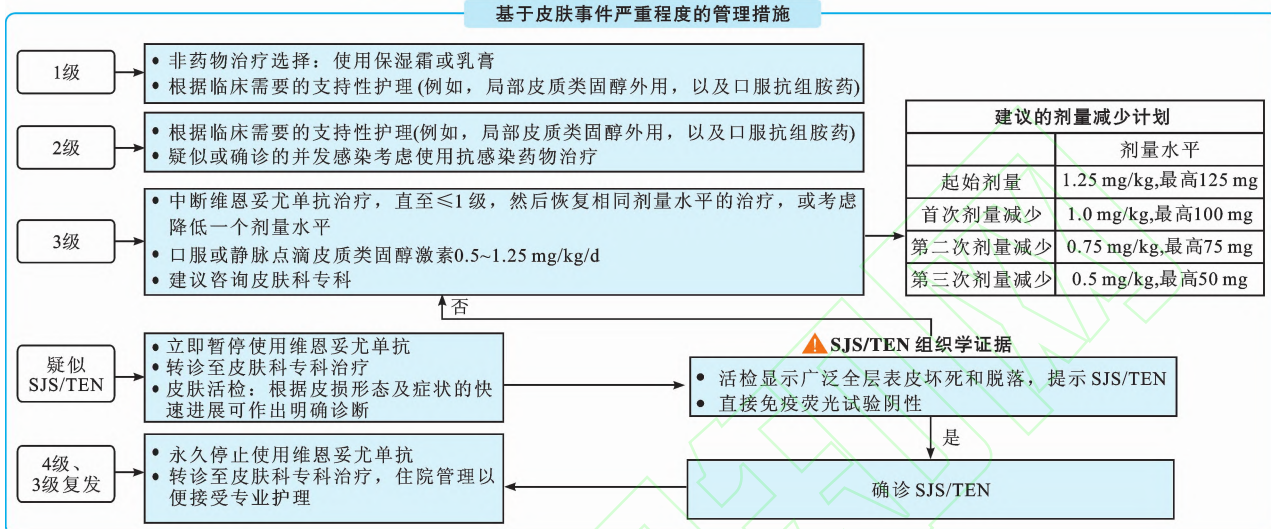 基于皮肤事件严重程度的管理措施
1级
• 非药物治疗选择：使用保湿霜或乳膏
• 根据临床需要的支持性护理(例如，局部皮质类固醇外用，以及口服抗组胺药)
2级
• 根据临床需要的支持性护理(例如，局部皮质类固醇外用，以及口服抗组胺药)
• 疑似或确诊的并发感染考虑使用抗感染药物治疗
3级
• 中断维恩妥尤单抗治疗，直至≤1级，然后恢复相同剂量水平的治疗，或考虑
降低一个剂量水平
• 口服或静脉点滴皮质类固醇激素0.5~1.25 mg/kg/d
• 建议咨询皮肤科专科
建议的剂量减少计划
剂量水平
起始剂量 1.25 mg/kg,最高125 mg
首次剂量减少 1.0 mg/kg,最高100 mg
第二次剂量减少 0.75 mg/kg,最高75 mg
第三次剂量减少 0.5 mg/kg,最高50 mg
否
疑似
SJS/TEN
• 立即暂停使用维恩妥尤单抗
• 转诊至皮肤科专科治疗
• 皮肤活检：根据皮损形态及症状的快
速进展可作出明确诊断
SJS/TEN 组织学证据
• 活检显示广泛全层表皮坏死和脱落，提示 SJS/TEN
• 直接免疫荧光试验阴性
是
4级、
3级复发
• 永久停止使用维恩妥尤单抗
• 转诊至皮肤科专科治疗，住院管理以
便接受专业护理
确诊 SJS/TEN